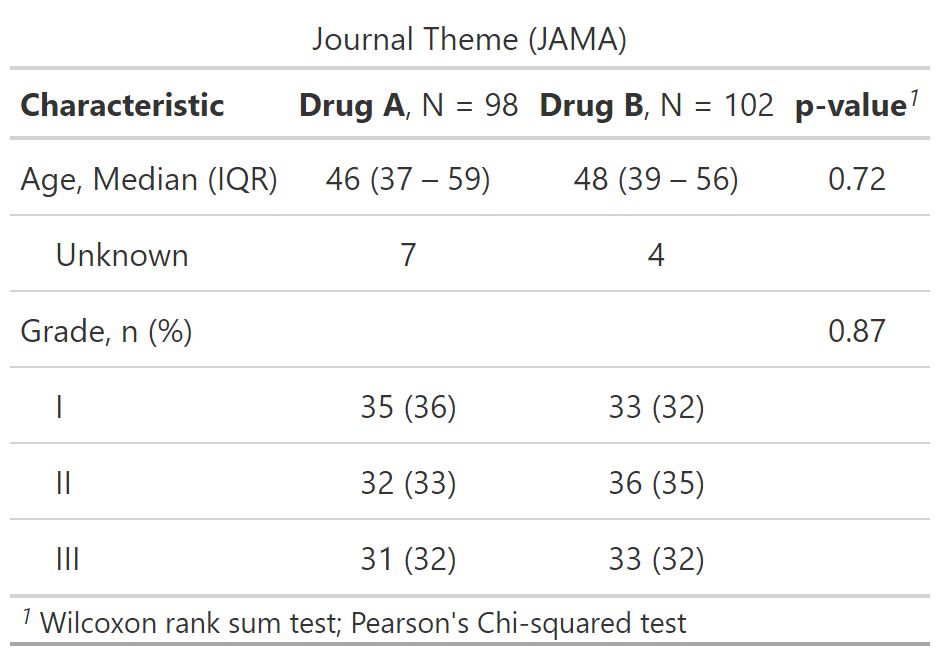 Journal Theme (JAMA)
Characteristic Drug A, N = 98 Drug B, N = 102 p-value1
Age, Median (IQR) 46 (37 – 59) 48 (39 – 56) 0.72
Unknown 7 4
Grade, n (%) 0.87
I 35 (36) 33 (32)
II 32 (33) 36 (35)
III 31 (32) 33 (32)
1 Wilcoxon rank sum test; Pearson's Chi-squared test